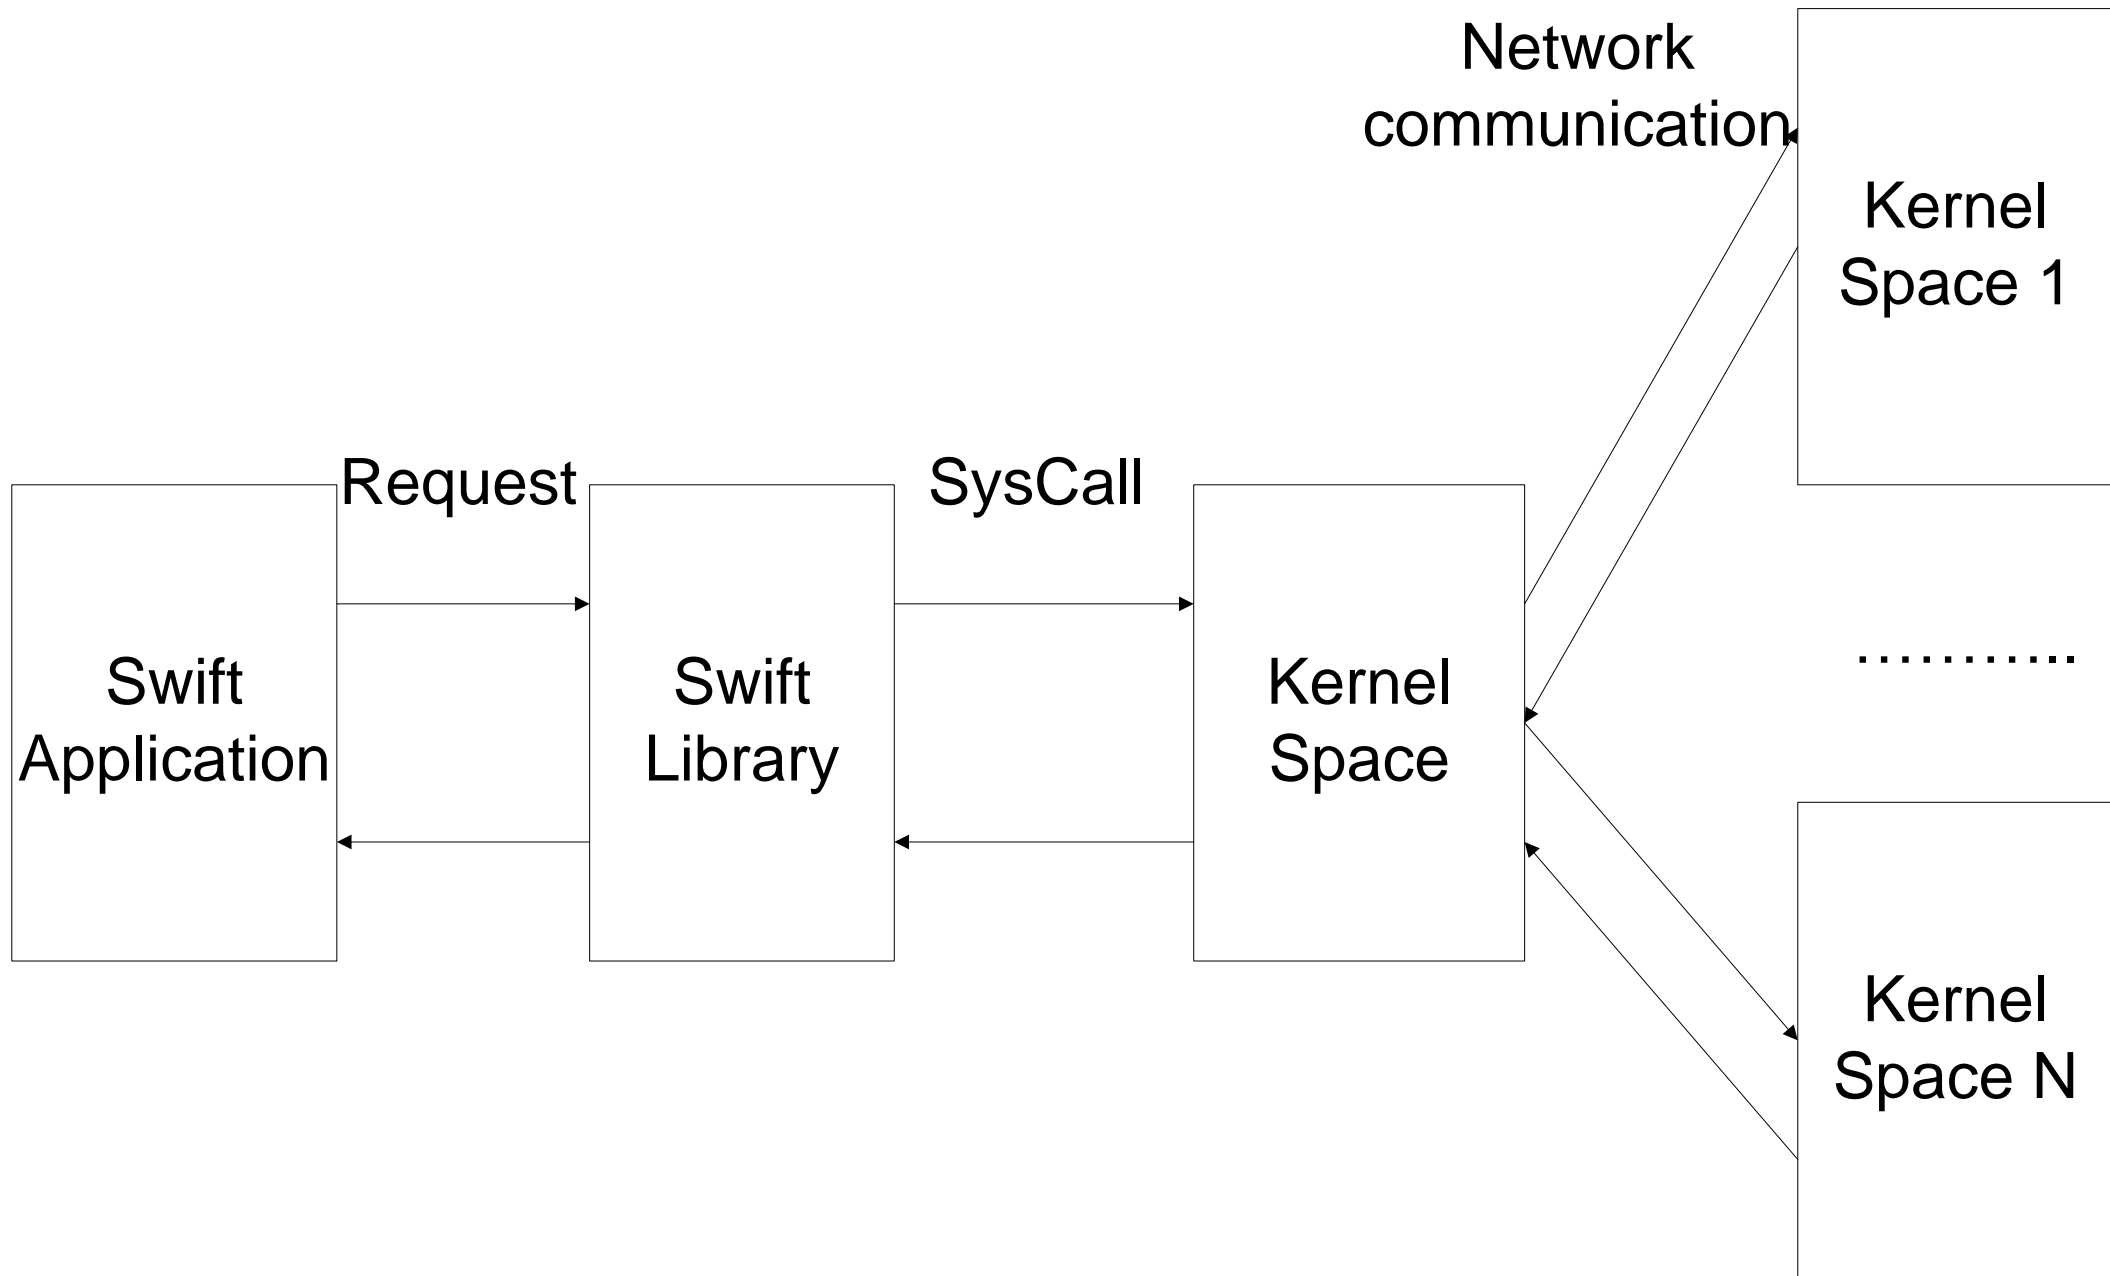 Network
communication
Kernel
Space 1
Request
SysCall
Swift
Application
Swift
Library
Kernel
Space
...........
Kernel
Space N